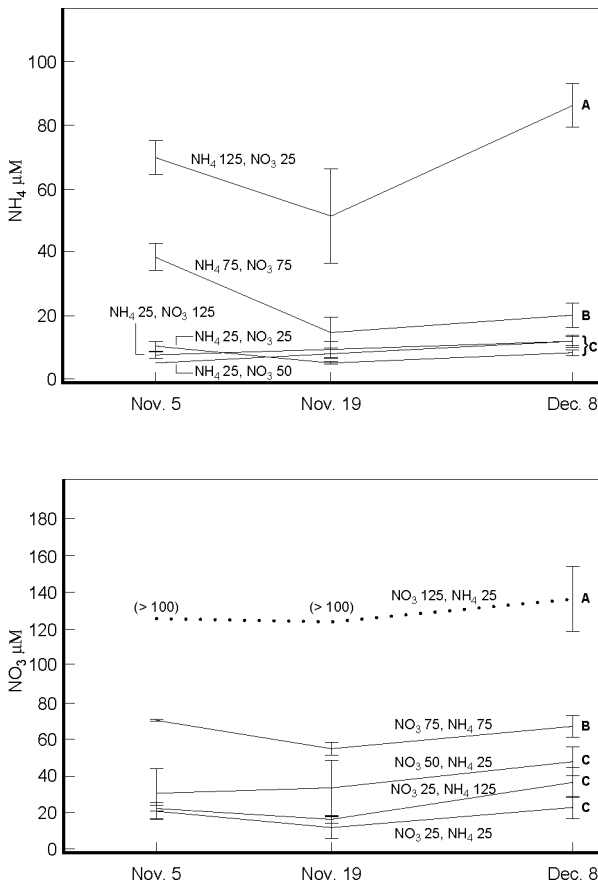 100
80
60
40
20
0
NH₄ µM
NH₄ 125, NO₃ 25
NH₄ 75, NO₃ 75
NH₄ 25, NO₃ 125
NH₄ 25, NO₃ 25
NH₄ 25, NO₃ 50
A
B
}C
Nov. 5
Nov. 19
Dec. 8
180
160
140
120
100
80
60
40
20
0
NO₃ µM
(> 100)
(> 100)
NO₃ 125, NH₄ 25
A
NO₃ 75, NH₄ 75
B
NO₃ 50, NH₄ 25
C
NO₃ 25, NH₄ 125
C
NO₃ 25, NH₄ 25
C
Nov. 5
Nov. 19
Dec. 8